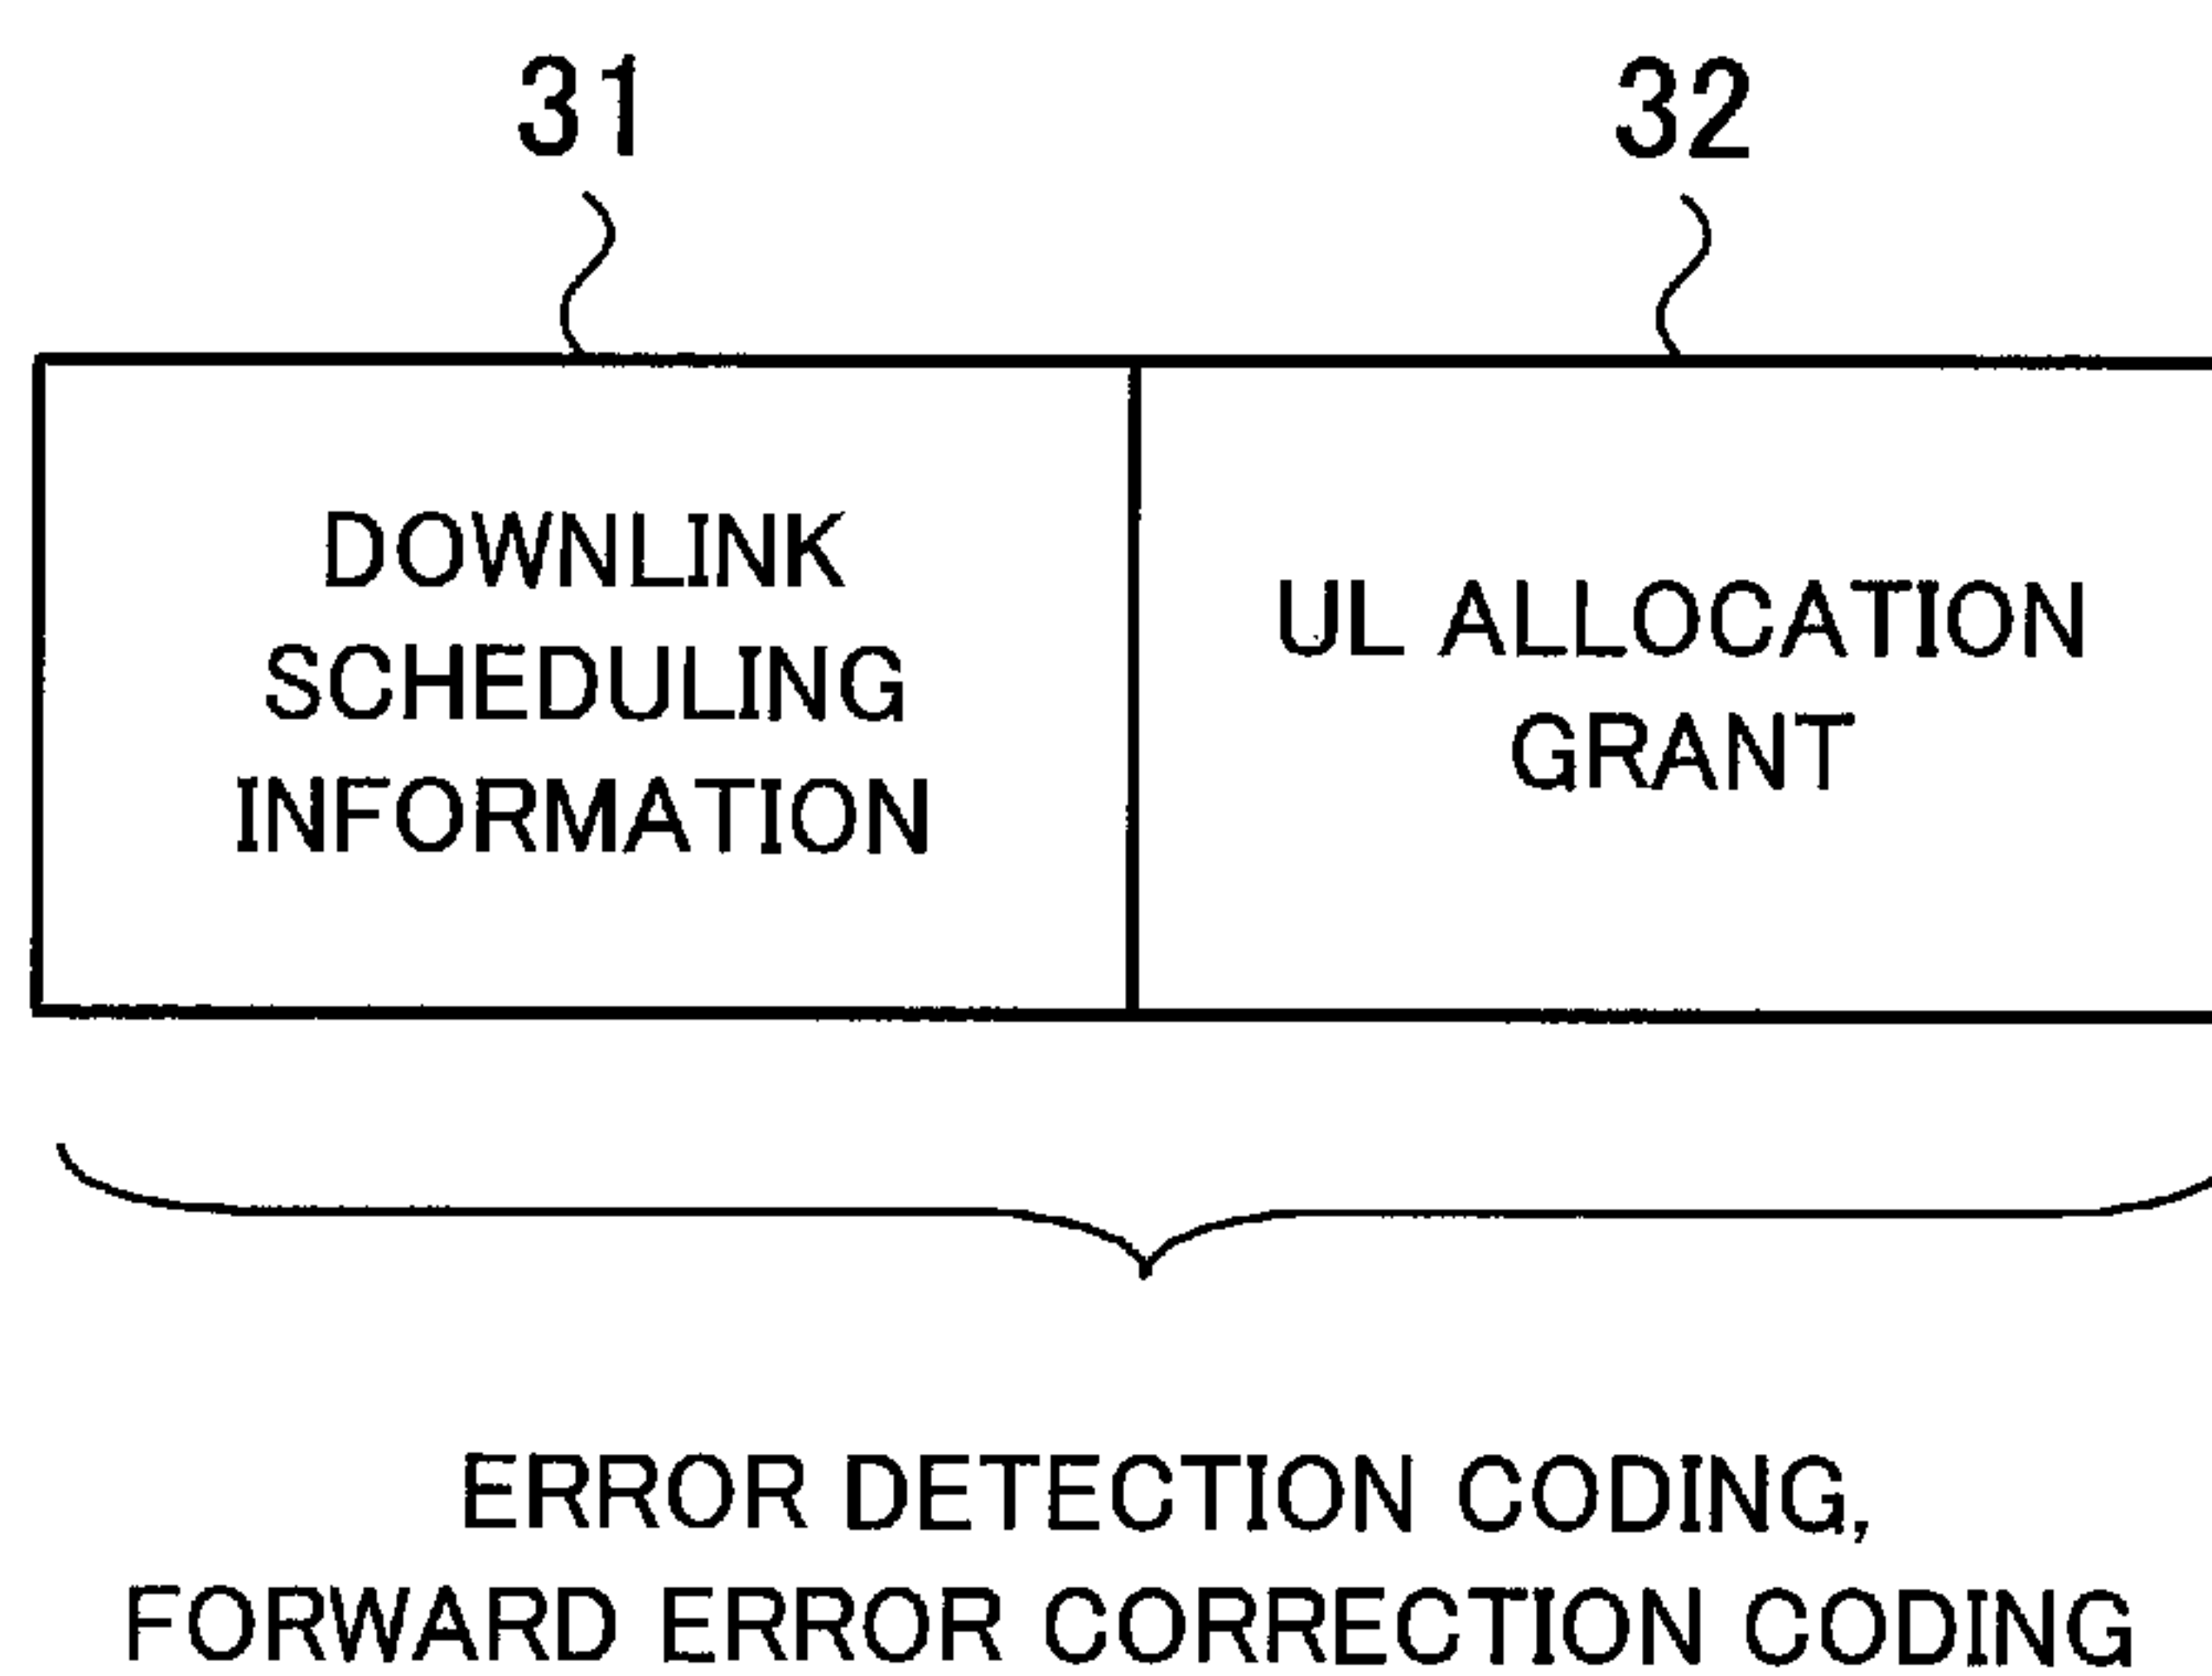 31
32
DOWNLINK
SCHEDULING
INFORMATION
UL ALLOCATION
GRANT
ERROR DETECTION CODING,
FORWARD ERROR CORRECTION CODING